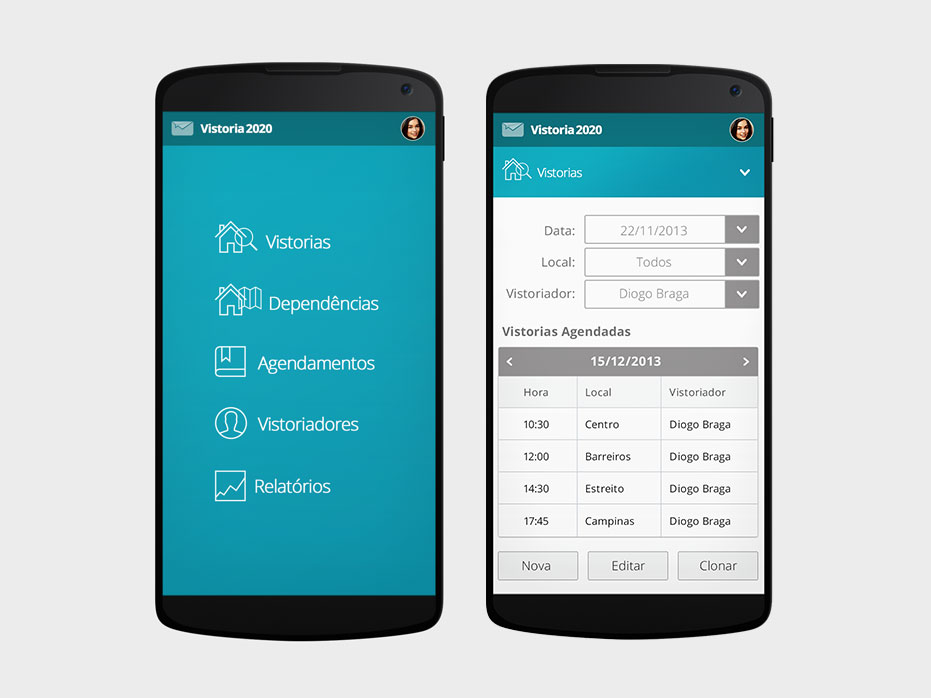 Vistoria 2020
Vistorias
Dependências
Agendamentos
Vistoriadores
Relatórios
Vistoria 2020
Vistorias
Data: 22/11/2013
Local: Todos
Vistoriador: Diogo Braga
Vistorias Agendadas
< 15/12/2013 >
Hora Local Vistoriador
10:30 Centro Diogo Braga
12:00 Barreiros Diogo Braga
14:30 Estreito Diogo Braga
17:45 Campinas Diogo Braga
Nova Editar Clonar